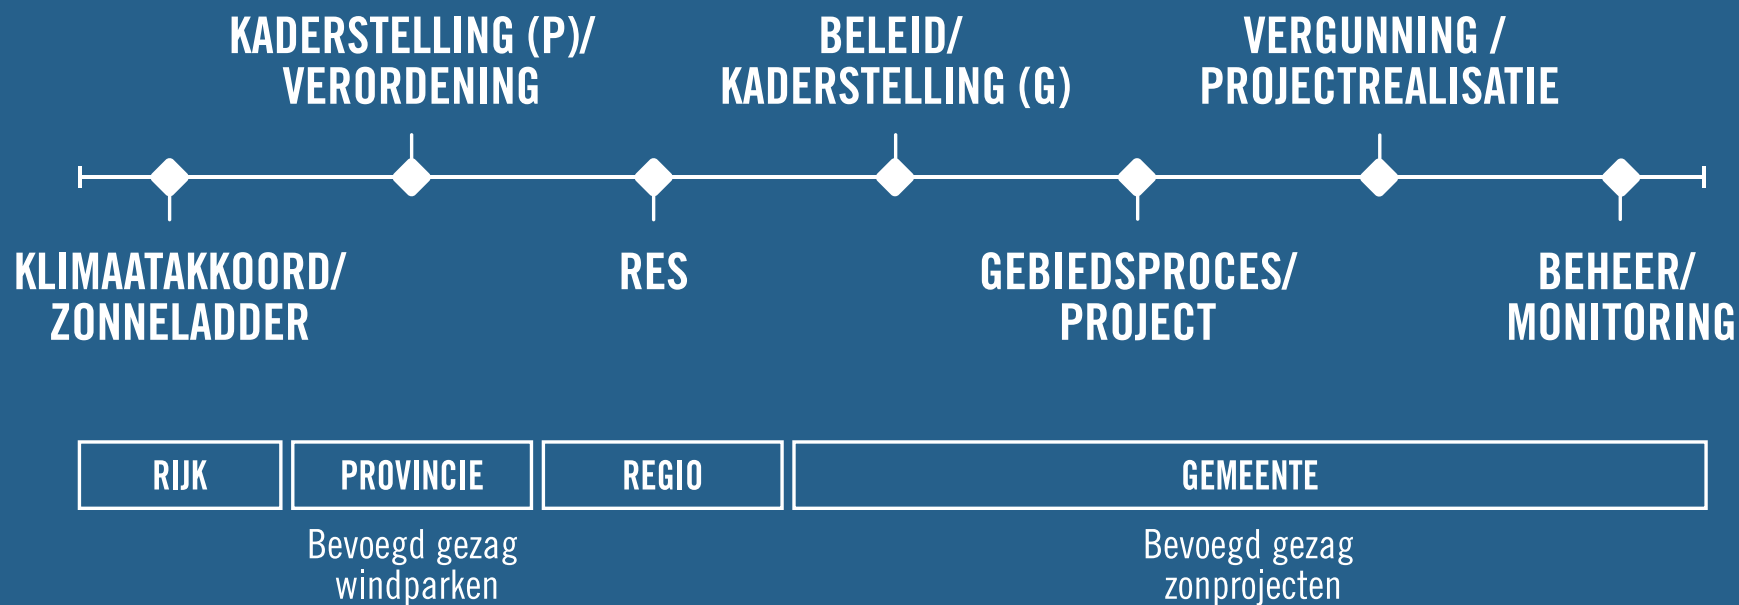 KADERSTELLING (P)/
VERORDENING
BELEID/
KADERSTELLING (G)
VERGUNNING /
PROJECTREALISATIE
KLIMAATAKKOORD/
ZONNELADDER
RES
GEBIEDSPROCES/
PROJECT
BEHEER/
MONITORING
RIJK
PROVINCIE
REGIO
GEMEENTE
Bevoegd gezag
windparken
Bevoegd gezag
zonprojecten